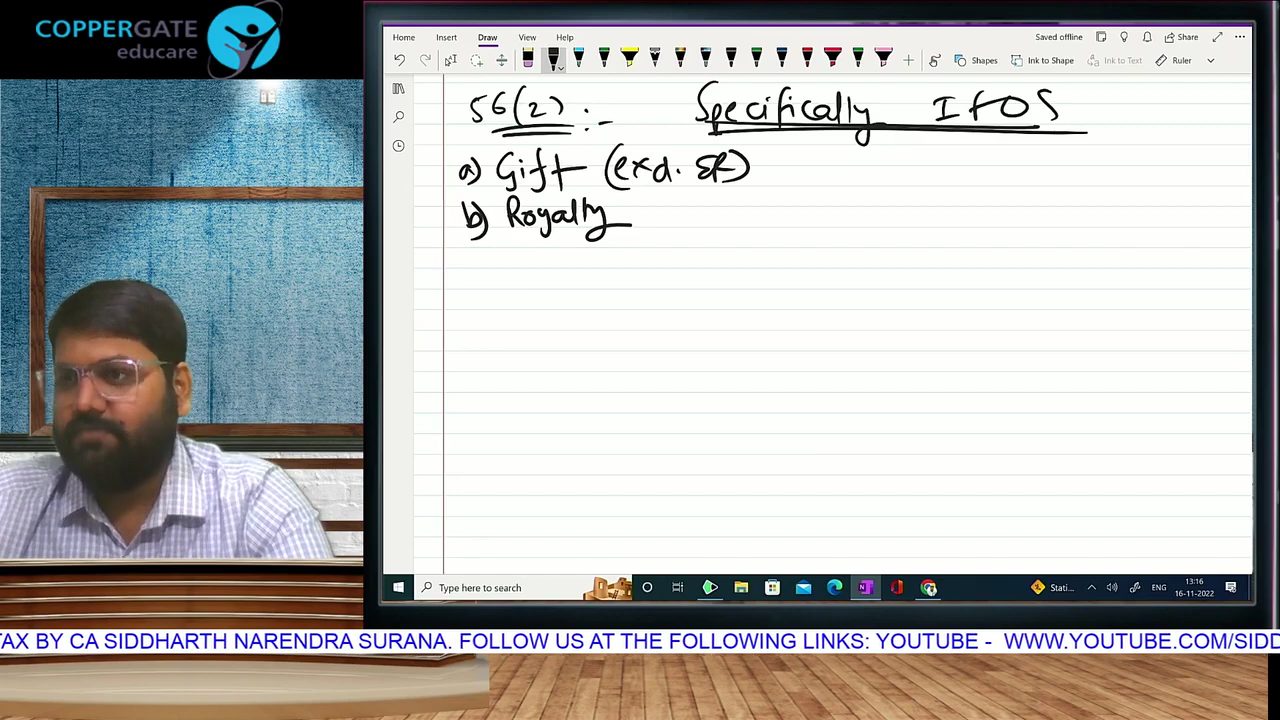 COPPERGATE
educare
Home Insert Draw View Help
Saved offline
Share
Shapes
Ink to Shape
Ink to Text
Ruler
56(2) :- Specifically IFOS
a) Gift (exd. SR)
b) Royalty
Type here to search
Stati...
ENG
13:16
16-11-2022
TAX BY CA SIDDHARTH NARENDRA SURANA. FOLLOW US AT THE FOLLOWING LINKS: YOUTUBE - WWW.YOUTUBE.COM/SIDD